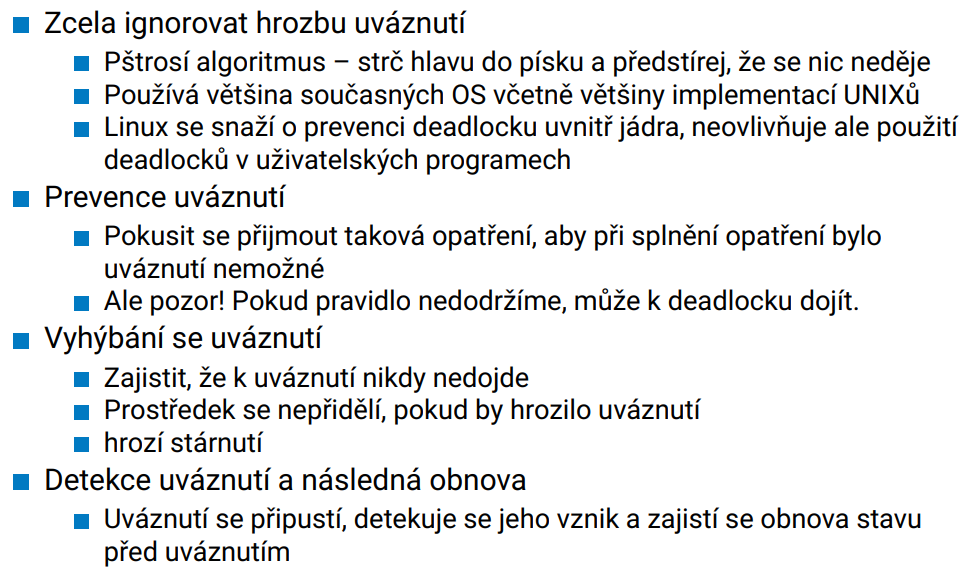 Zcela ignorovat hrozbu uváznutí
Pštrosí algoritmus – strč hlavu do písku a předstírej, že se nic neděje
Používá většina současných OS včetně většiny implementací UNIXů
Linux se snaží o prevenci deadlocku uvnitř jádra, neovlivňuje ale použití
deadlocků v uživatelských programech
Prevence uváznutí
Pokusit se přijmout taková opatření, aby při splnění opatření bylo
uváznutí nemožné
Ale pozor! Pokud pravidlo nedodržíme, může k deadlocku dojít.
Vyhýbání se uváznutí
Zajistit, že k uváznutí nikdy nedojde
Prostředek se nepřidělí, pokud by hrozilo uváznutí
hrozí stárnutí
Detekce uváznutí a následná obnova
Uváznutí se připustí, detekuje se jeho vznik a zajistí se obnova stavu
před uváznutím